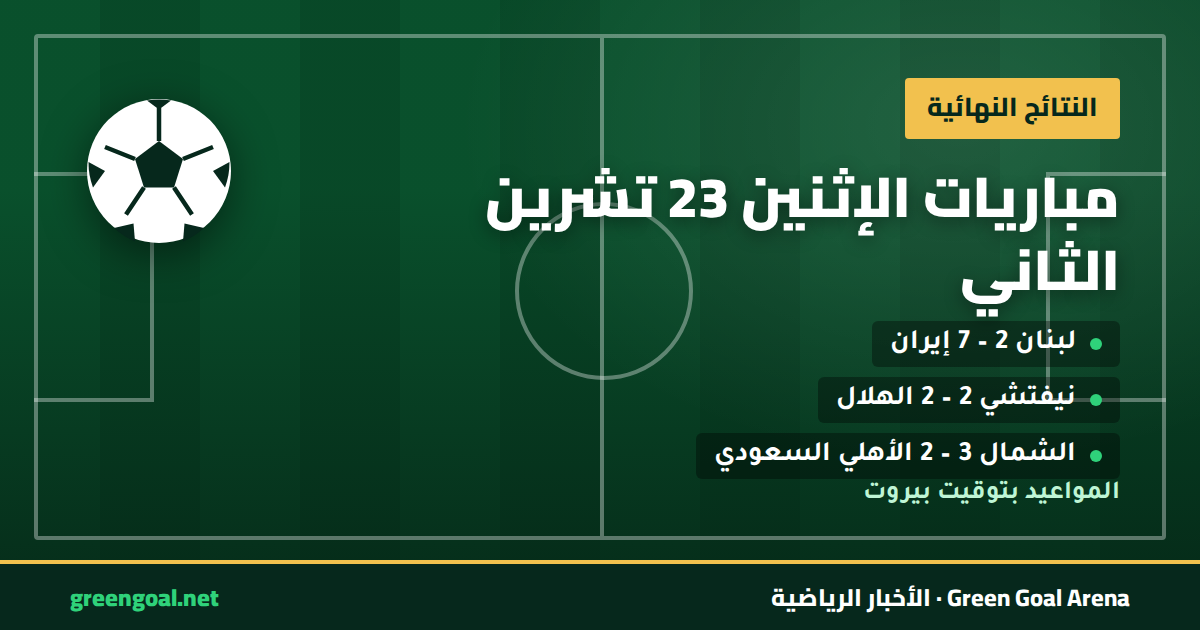 النتائج النهائية
مباريات الإثنين 23 تشرين
الثاني
لبنان 2 - 7 إيران
نيفتشي 2 - 2 الهلال
الشمال 3 - 2 الأهلي السعودي
المواعيد بتوقيت بيروت
Green Goal Arena · الأخبار الرياضية
greengoal.net